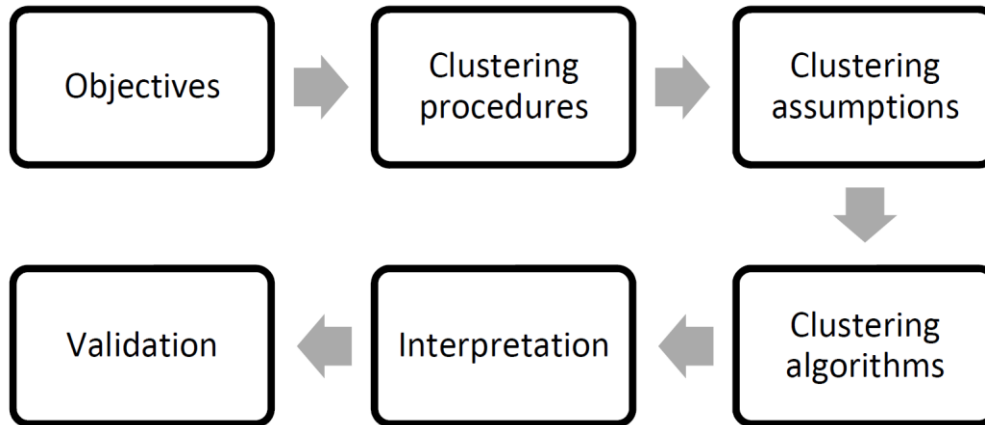 Objectives
Clustering
procedures
Clustering
assumptions
Clustering
algorithms
Interpretation
Validation